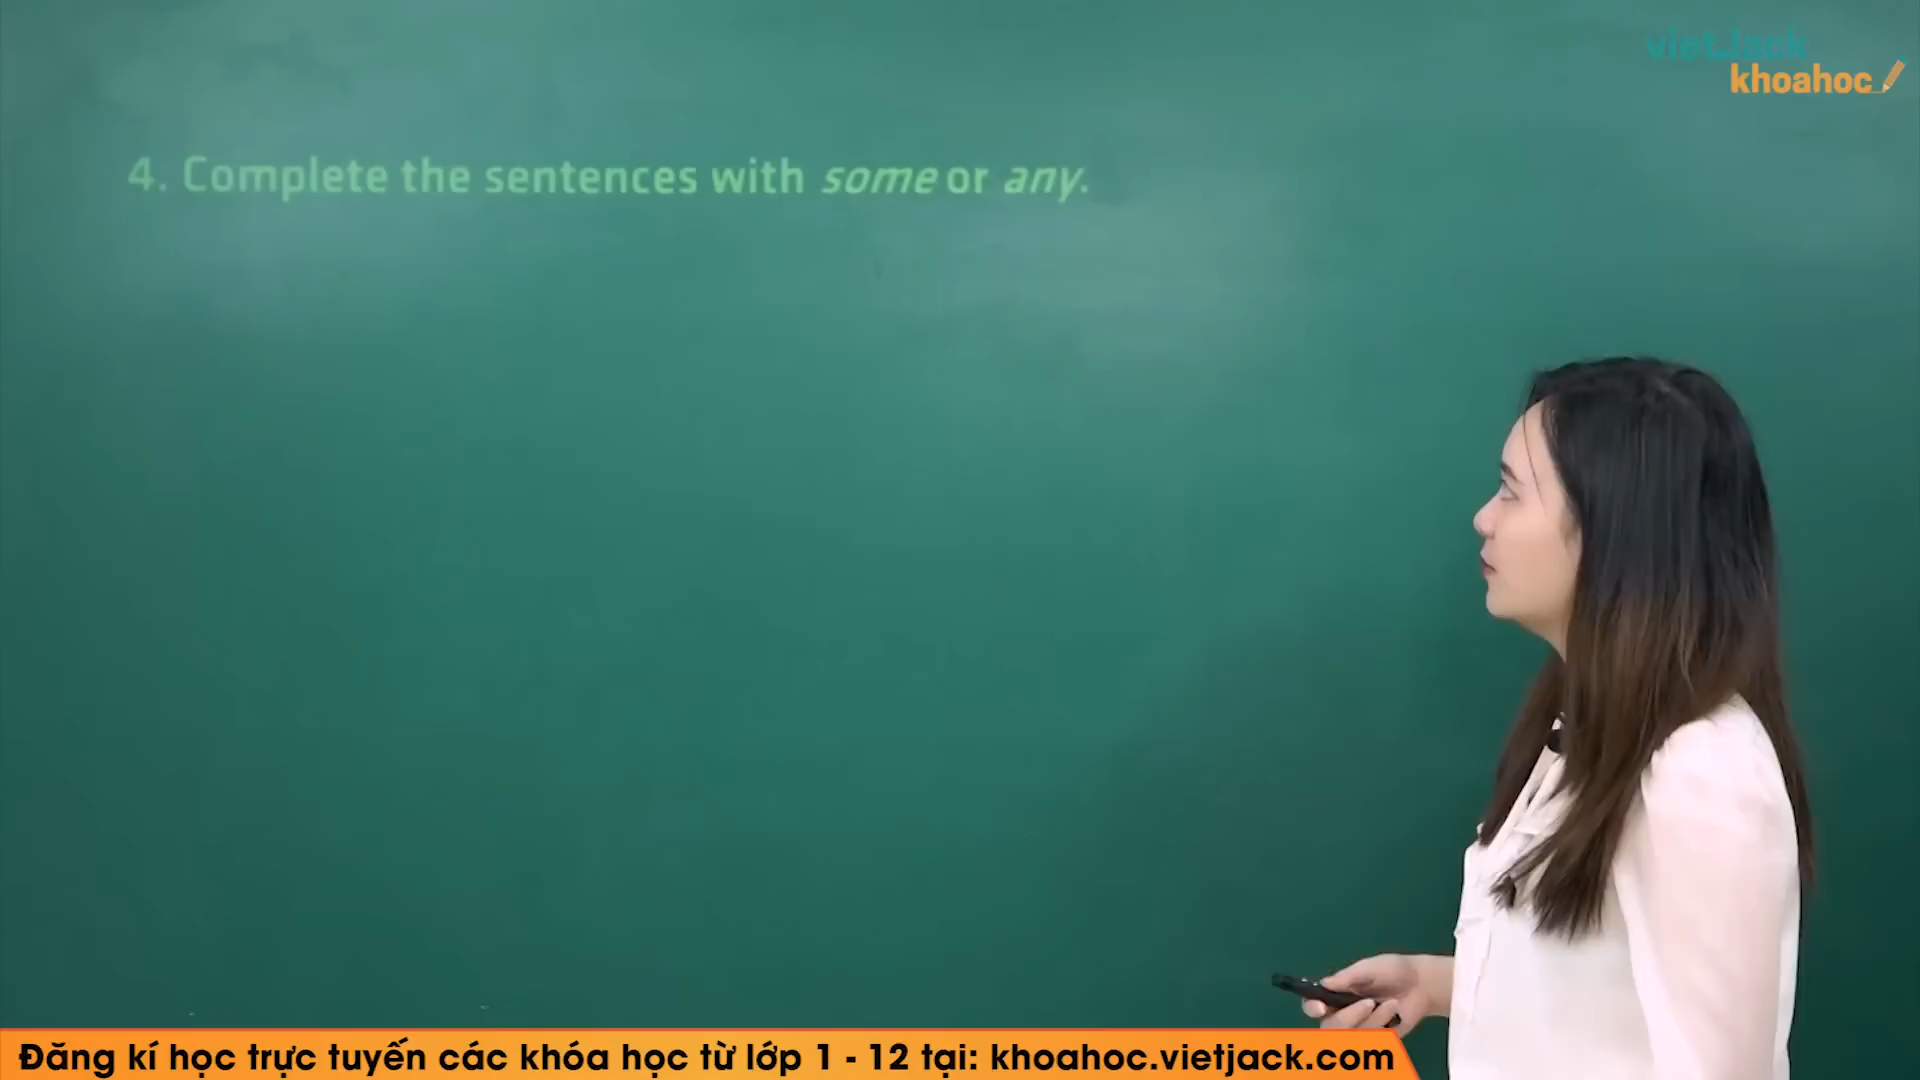 vietJack
khoahoc
4. Complete the sentences with some or any.
Đăng kí học trực tuyến các khóa học từ lớp 1 - 12 tại: khoahoc.vietjack.com